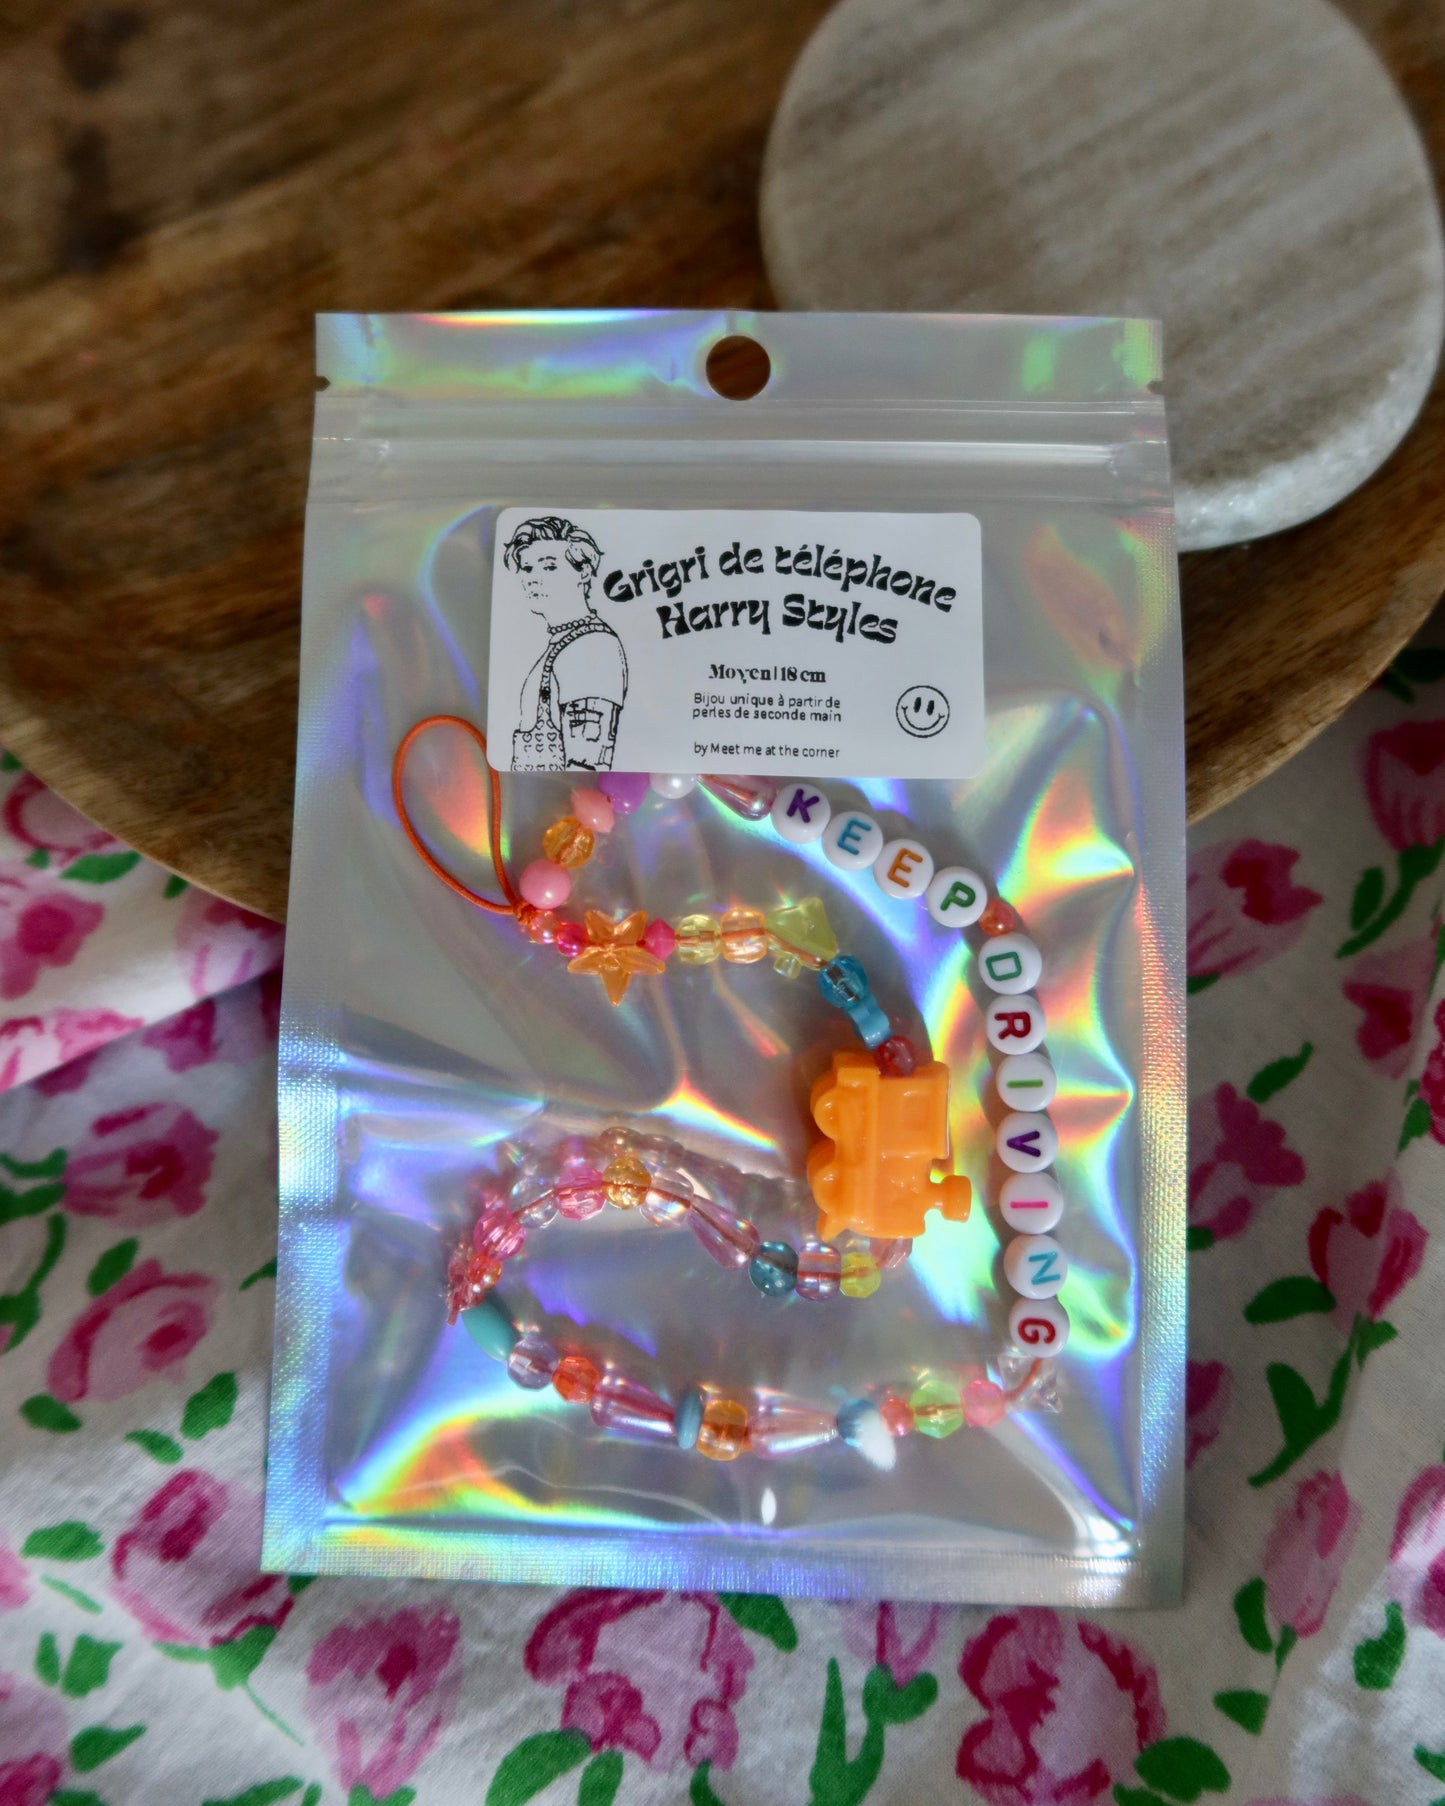 Grigri de téléphone
Harry Styles
Moyen | 18 cm
Bijou unique à partir de
perles de seconde main
by Meet me at the corner
KEEP
DRIVING